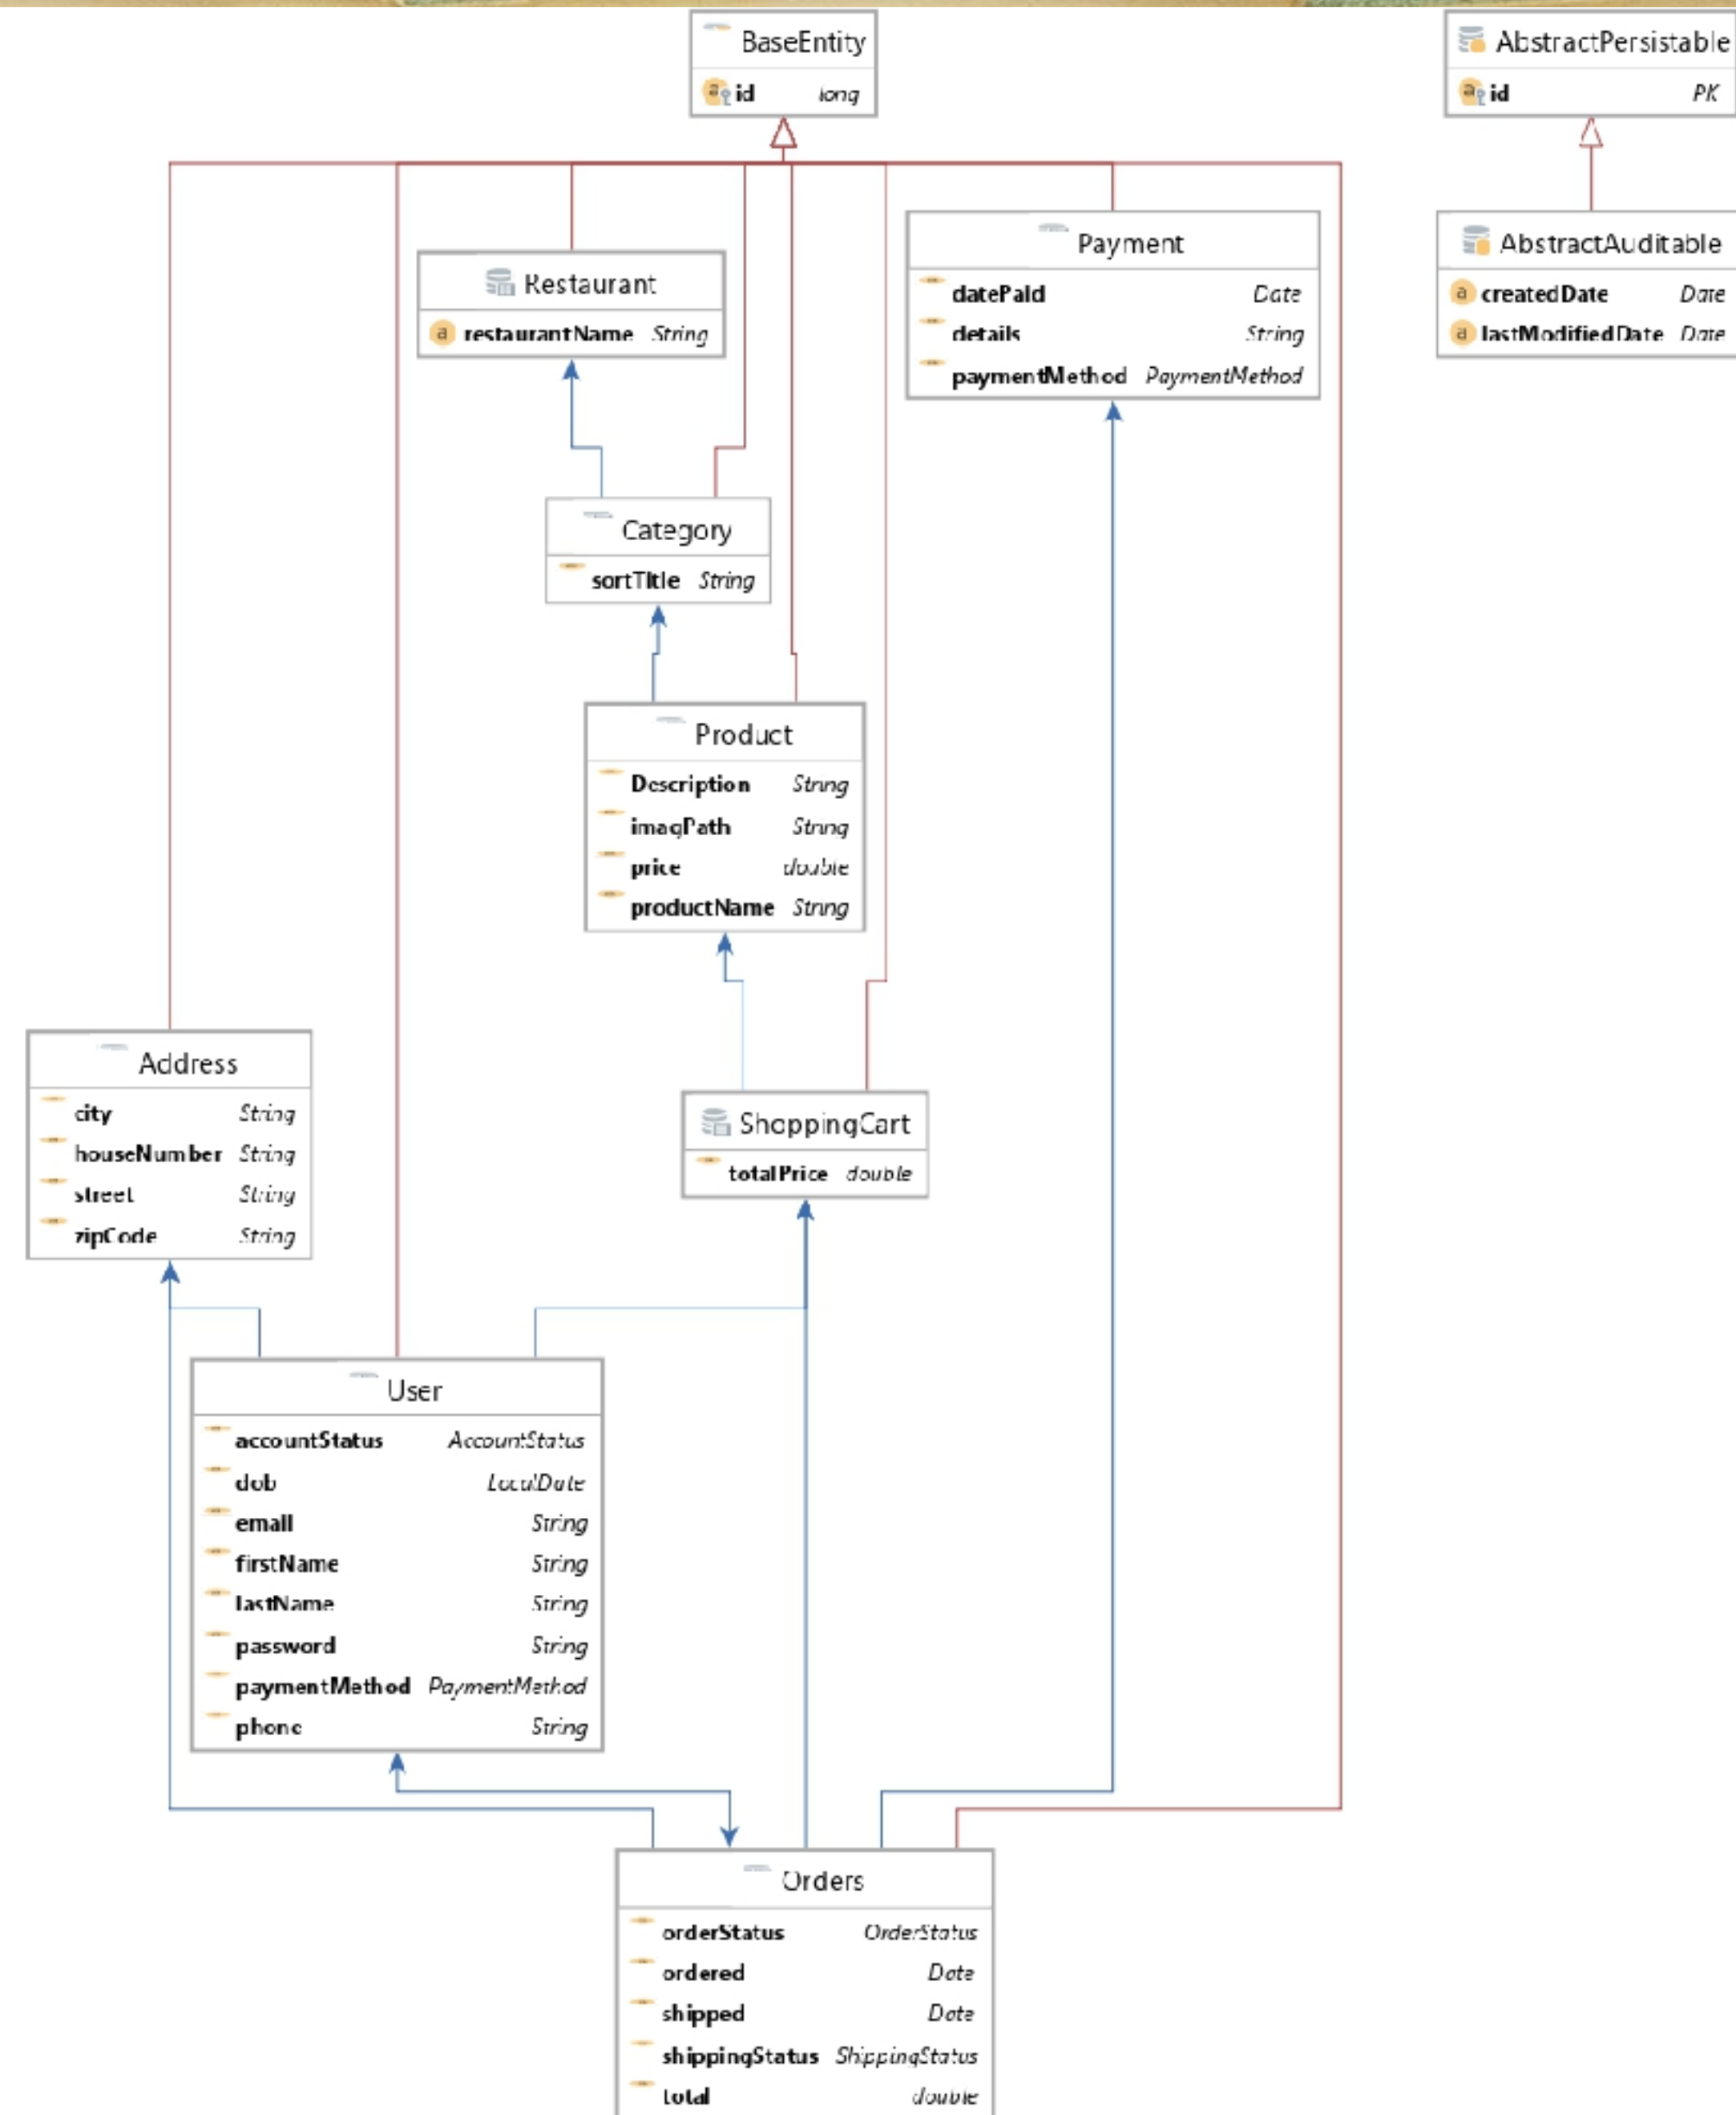 BaseEntity
id long
AbstractPersistable
id PK
Restaurant
restaurantName String
Payment
datePaid Date
details String
paymentMethod PaymentMethod
AbstractAuditable
createdDate Date
lastModifiedDate Date
Category
sortTitle String
Product
Description String
imagPath String
price double
productName String
Address
city String
houseNumber String
street String
zipCode String
ShoppingCart
totalPrice double
User
accountStatus AccountStatus
dob LocalDate
email String
firstName String
lastName String
password String
paymentMethod PaymentMethod
phone String
Orders
orderStatus OrderStatus
ordered Date
shipped Date
shippingStatus ShippingStatus
total double